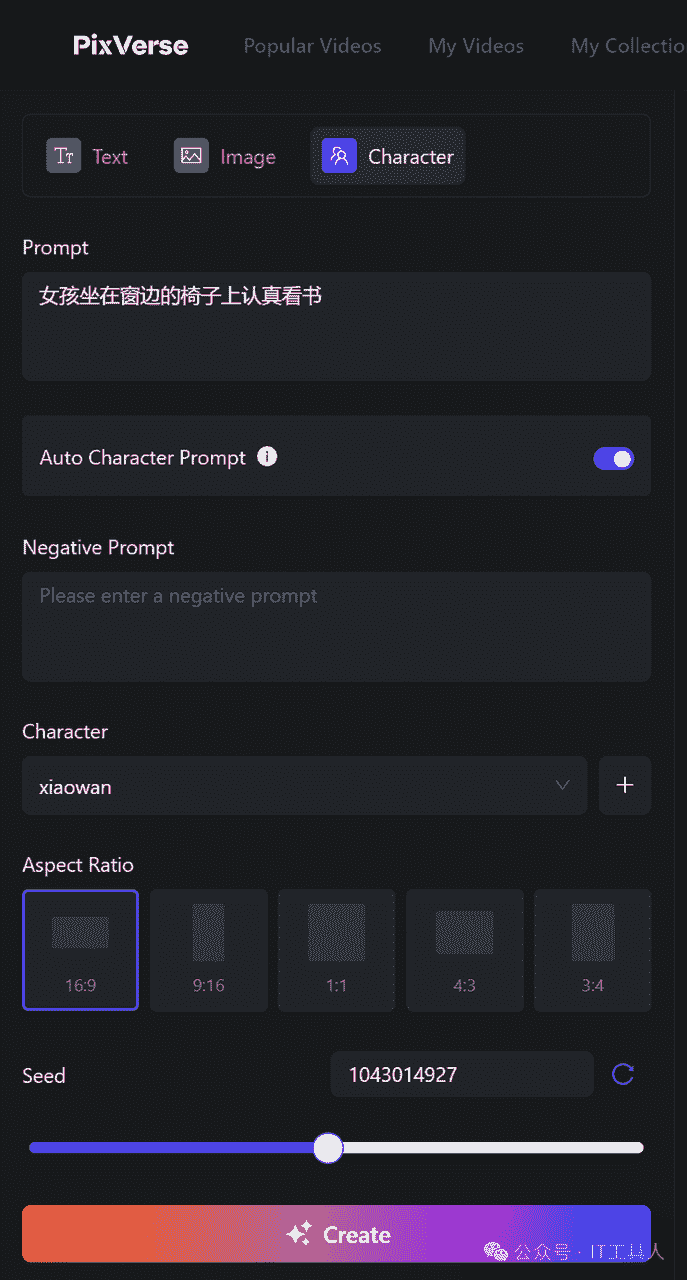 PixVerse Popular Videos My Videos My Collectio
Text Image Character
Prompt
女孩坐在窗边的椅子上认真看书
Auto Character Prompt
Negative Prompt
Please enter a negative prompt
Character
xiaowan
Aspect Ratio
16:9 9:16 1:1 4:3 3:4
Seed 1043014927
Create
公众号 · IT工具人